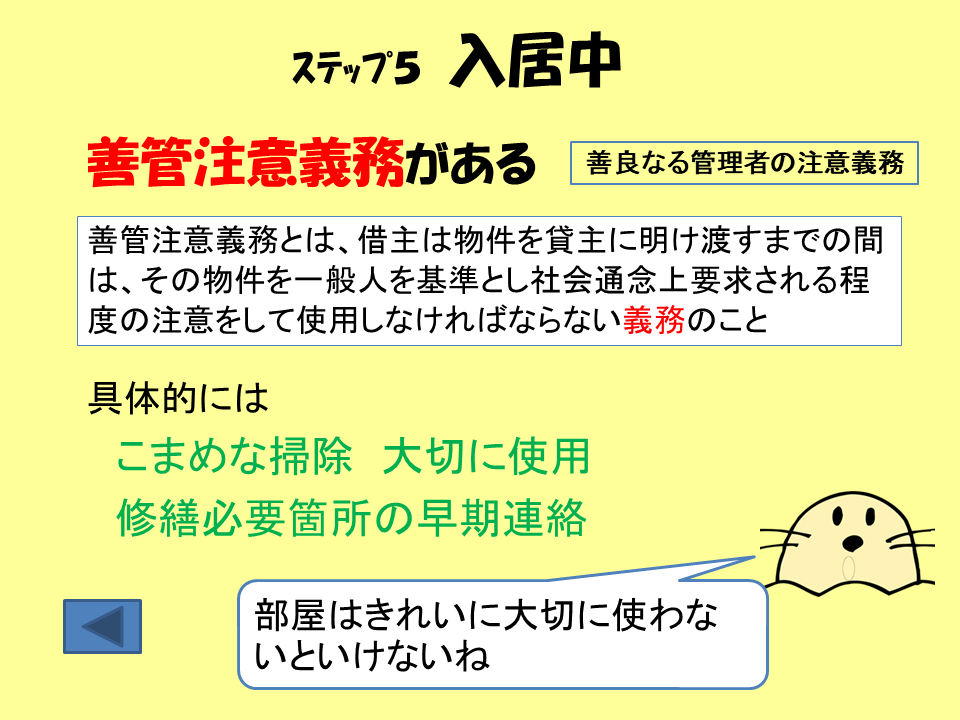 ｽﾃｯﾌﾟ5 入居中
善管注意義務がある
善良なる管理者の注意義務
善管注意義務とは、借主は物件を貸主に明け渡すまでの間
は、その物件を一般人を基準とし社会通念上要求される程
度の注意をして使用しなければならない義務のこと
具体的には
こまめな掃除　大切に使用
修繕必要箇所の早期連絡
部屋はきれいに大切に使わな
いといけないね